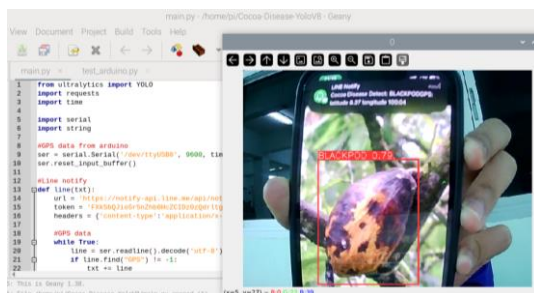 main.py - /home/pi/Cocoa-Disease-YoloV8 - Geany
View Document Project Build Tools Help
main.py × test_arduino.py ×
1 from ultralytics import YOLO
2 import requests
3 import time
4
5 import serial
6 import string
7
8 #GPS data from arduino
9 ser = serial.Serial('/dev/ttyUSB0', 9600, tim
10 ser.reset_input_buffer()
11
12 #Line notify
13 def line(txt):
14 url = 'https://notify-api.line.me/api/not
15 token =
16 headers = {'content-type':'application/x-
17
18 #GPS data
19 while True:
20 line = ser.readline().decode('utf-8')
21 if line.find("GPS") != -1:
22 txt += line
This is Geany 1.38.
0
LINE Notify
Cocoa Disease Detect: BLACKPODGPS:
latitude 8.07 longitude
BLACKPOD 0.79